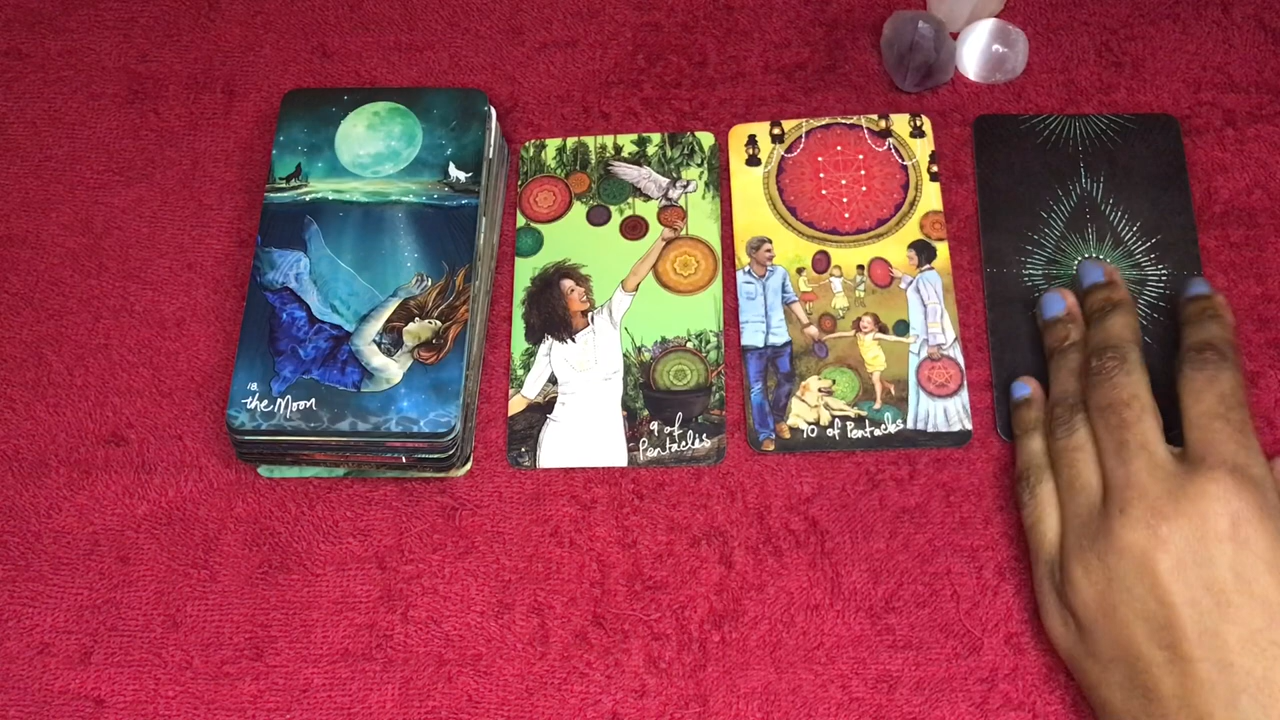 18.
the Moon
9 of
Pentacles
10 of Pentacles